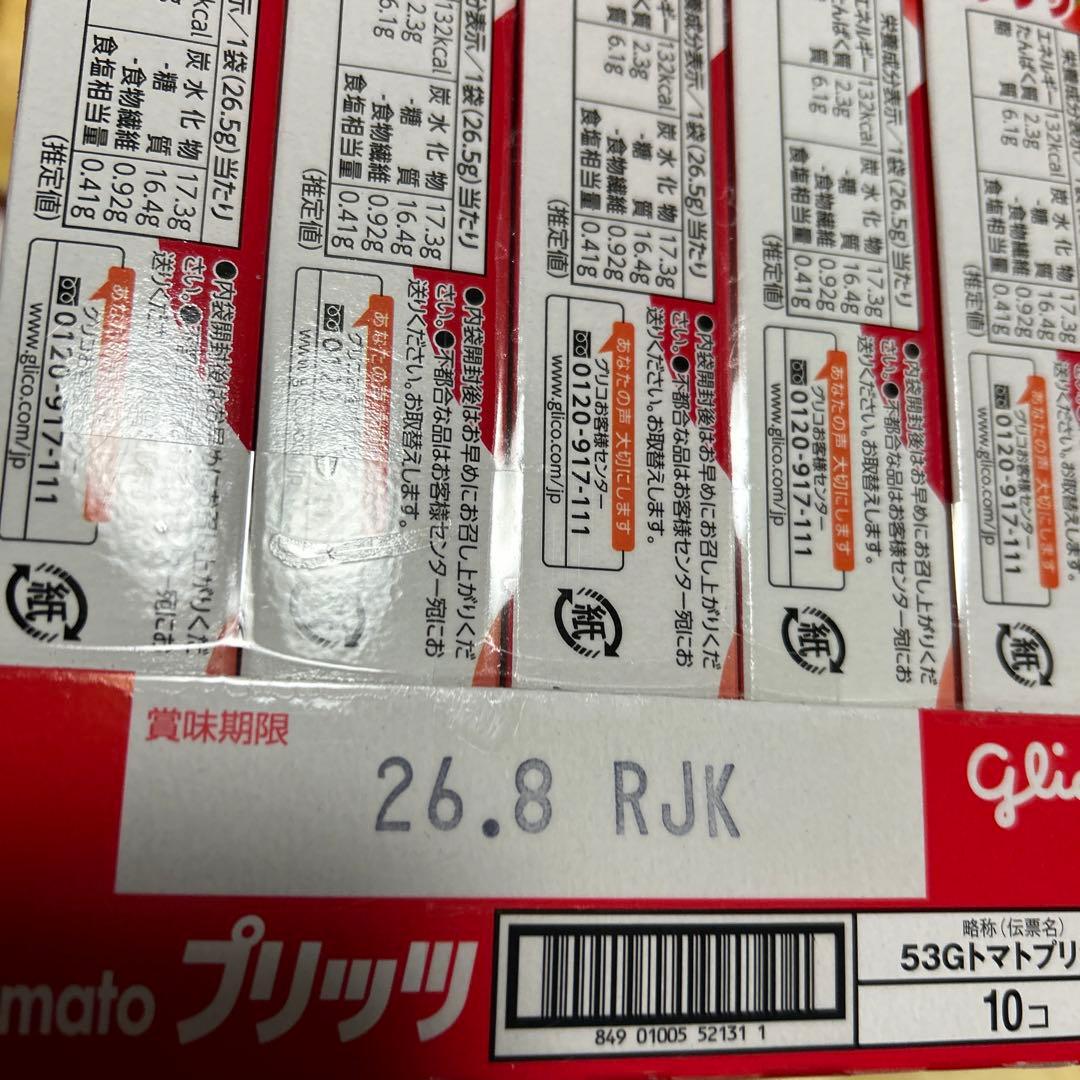 栄養成分表示/1袋(26.5g)当たり
エネルギー 132kcal
たんぱく質 2.3g
脂質 6.1g
炭水化物 17.3g
-糖質 16.4g
-食物繊維 0.92g
食塩相当量 0.41g
(推定値)
●内袋開封後はお早めにお召し上がりくだ
さい。●不都合な品はお客様センター宛にお
送りください。お取替えします。
あなたの声 大切にします
グリコお客様センター
0120-917-111
www.glico.com/jp
紙
賞味期限
26.8 RJK
mato プリッツ
849 01005 52131 1
略称(伝票名)
53Gトマトプリ
10コ